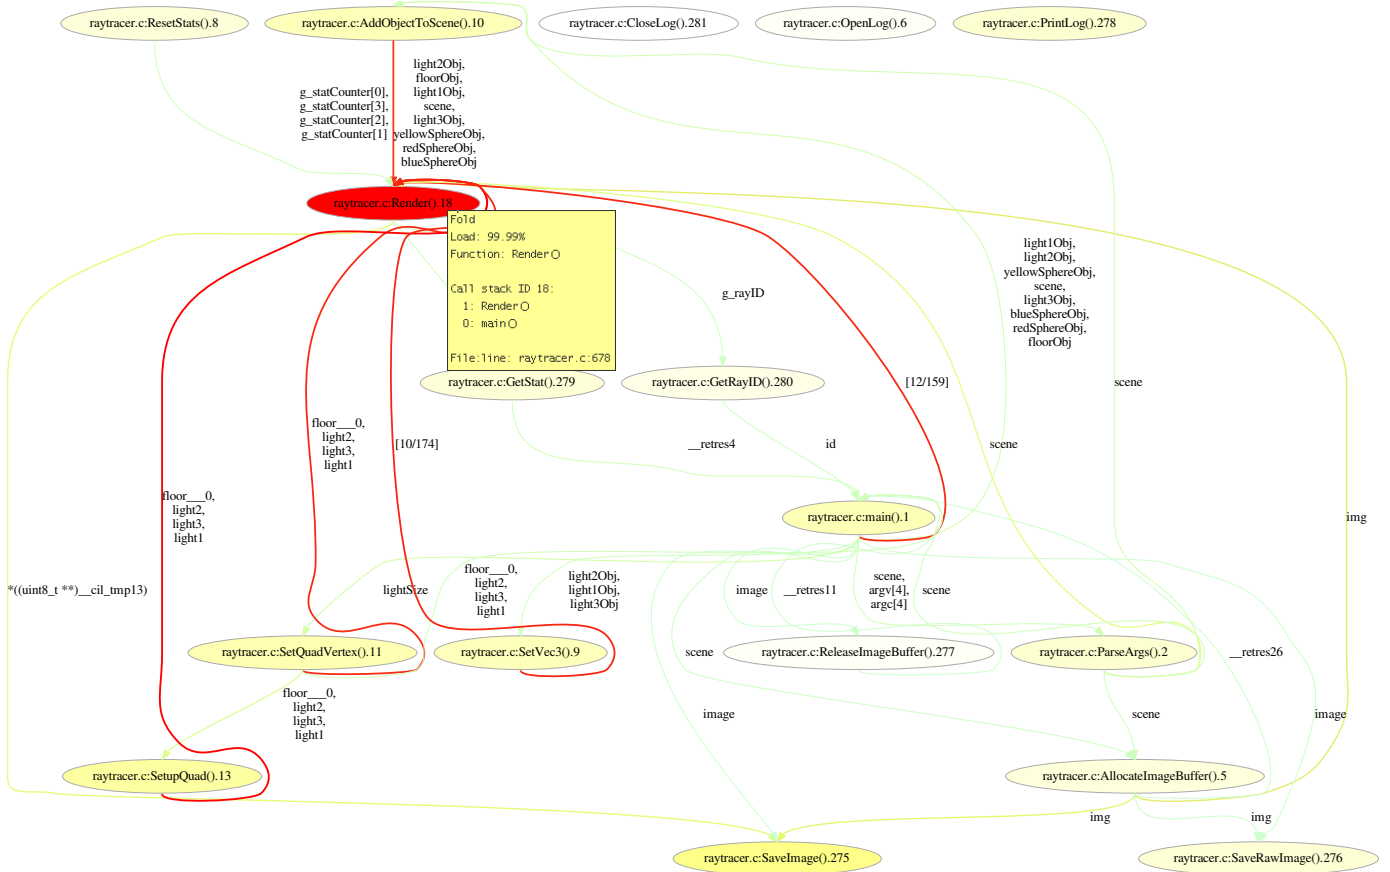 raytracer.c:ResetStats().8
raytracer.c:AddObjectToScene().10
raytracer.c:CloseLog().281
raytracer.c:OpenLog().6
raytracer.c:PrintLog().278
g_statCounter[0],
g_statCounter[3],
g_statCounter[2],
g_statCounter[1]
light2Obj,
floorObj,
light1Obj,
scene,
light3Obj,
yellowSphereObj,
redSphereObj,
blueSphereObj
raytracer.c:Render().18
Fold
Load: 99.99%
Function: Render()
Call stack ID 18:
1: Render()
0: main()
File:line: raytracer.c:678
g_rayID
light1Obj,
light2Obj,
yellowSphereObj,
scene,
light3Obj,
blueSphereObj,
redSphereObj,
floorObj
raytracer.c:GetStat().279
raytracer.c:GetRayID().280
[12/159]
scene
floor___0,
light2,
light3,
light1
[10/174]
__retres4
id
scene
floor___0,
light2,
light3,
light1
raytracer.c:main().1
img
*((uint8_t **)__cil_tmp13)
lightSize
floor___0,
light2,
light3,
light1
light2Obj,
light1Obj,
light3Obj
image
__retres11
scene,
argv[4],
argc[4]
scene
raytracer.c:SetQuadVertex().11
raytracer.c:SetVec3().9
scene
raytracer.c:ReleaseImageBuffer().277
raytracer.c:ParseArgs().2
__retres26
floor___0,
light2,
light3,
light1
image
scene
image
raytracer.c:SetupQuad().13
raytracer.c:AllocateImageBuffer().5
img
img
raytracer.c:SaveImage().275
raytracer.c:SaveRawImage().276